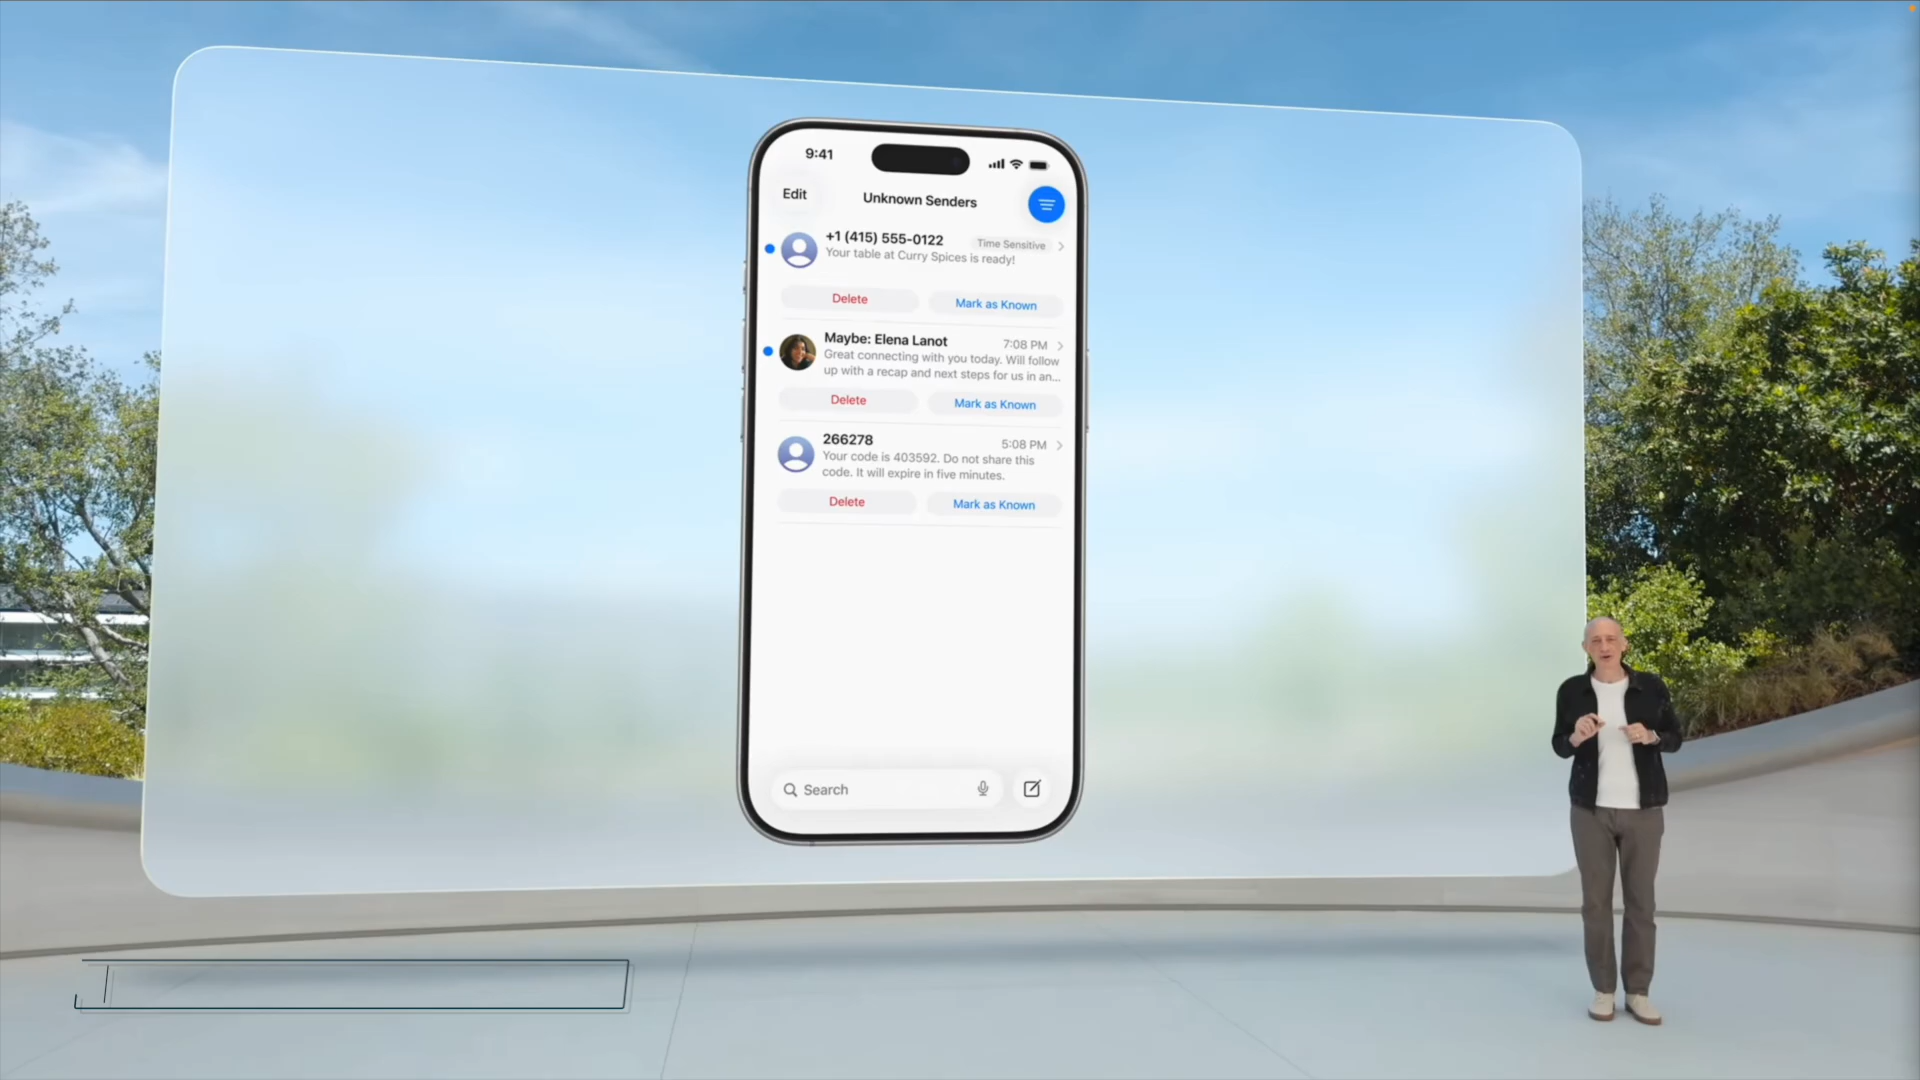 9:41
Edit
Unknown Senders
+1 (415) 555-0122
Time Sensitive
Your table at Curry Spices is ready!
Delete
Mark as Known
Maybe: Elena Lanot
7:08 PM
Great connecting with you today. Will follow
up with a recap and next steps for us in an...
Delete
Mark as Known
266278
5:08 PM
Your code is 403592. Do not share this
code. It will expire in five minutes.
Delete
Mark as Known
Search